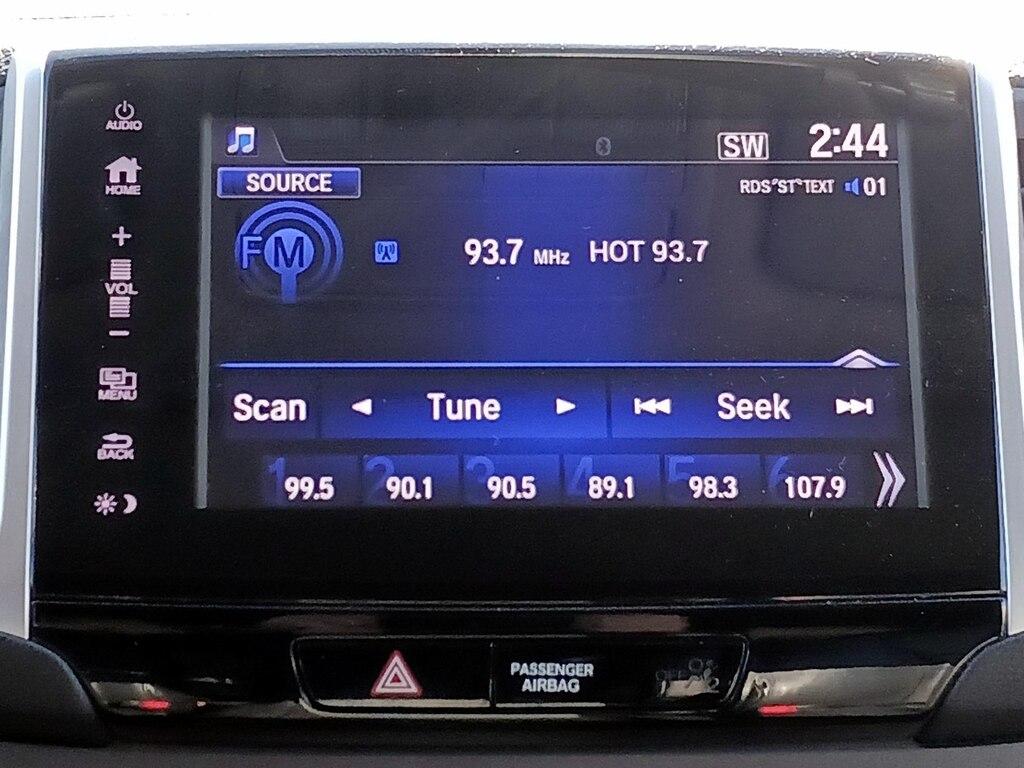 AUDIO
HOME
+
VOL
−
MENU
BACK
SW 2:44
SOURCE
RDS ST TEXT 01
FM
93.7 MHz HOT 93.7
Scan Tune Seek
1 99.5 2 90.1 3 90.5 4 89.1 5 98.3 6 107.9
PASSENGER
AIRBAG
OFF